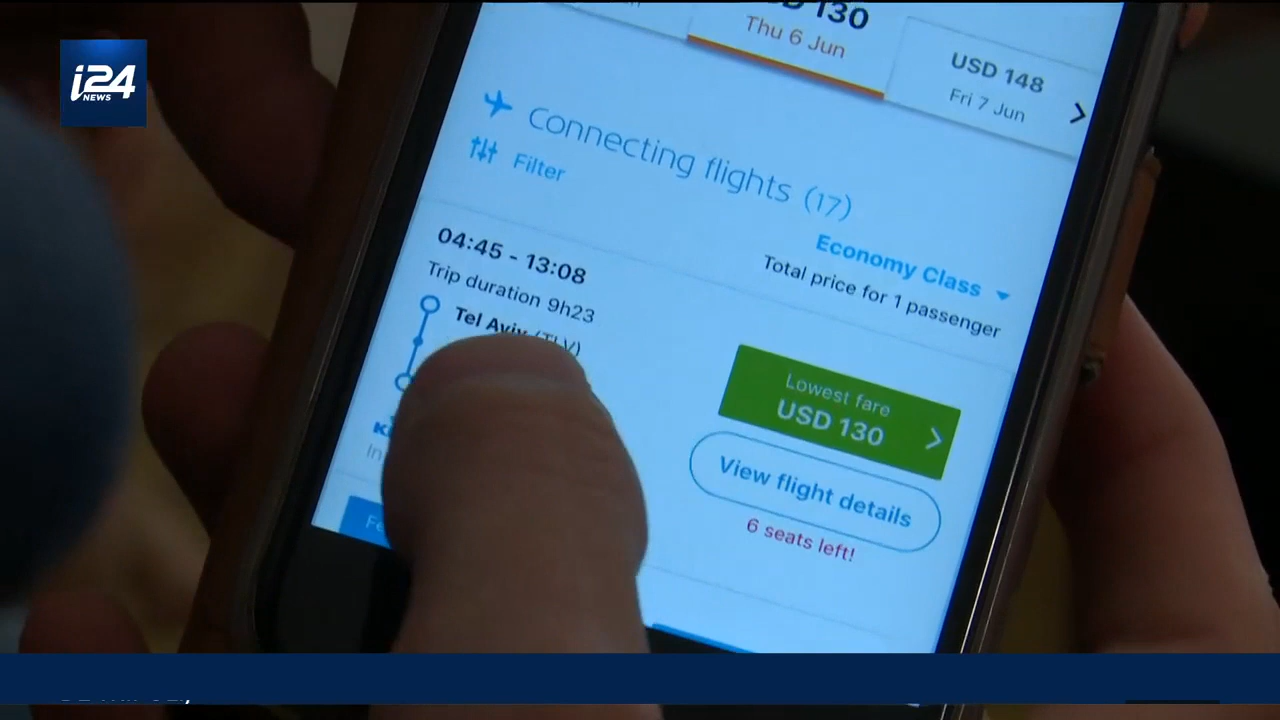 i24
NEWS
USD 130
Thu 6 Jun
USD 148
Fri 7 Jun
Connecting flights (17)
Filter
Economy Class
Total price for 1 passenger
04:45 - 13:08
Trip duration 9h23
Tel Aviv (TLV)
Lowest fare
USD 130
View flight details
6 seats left!